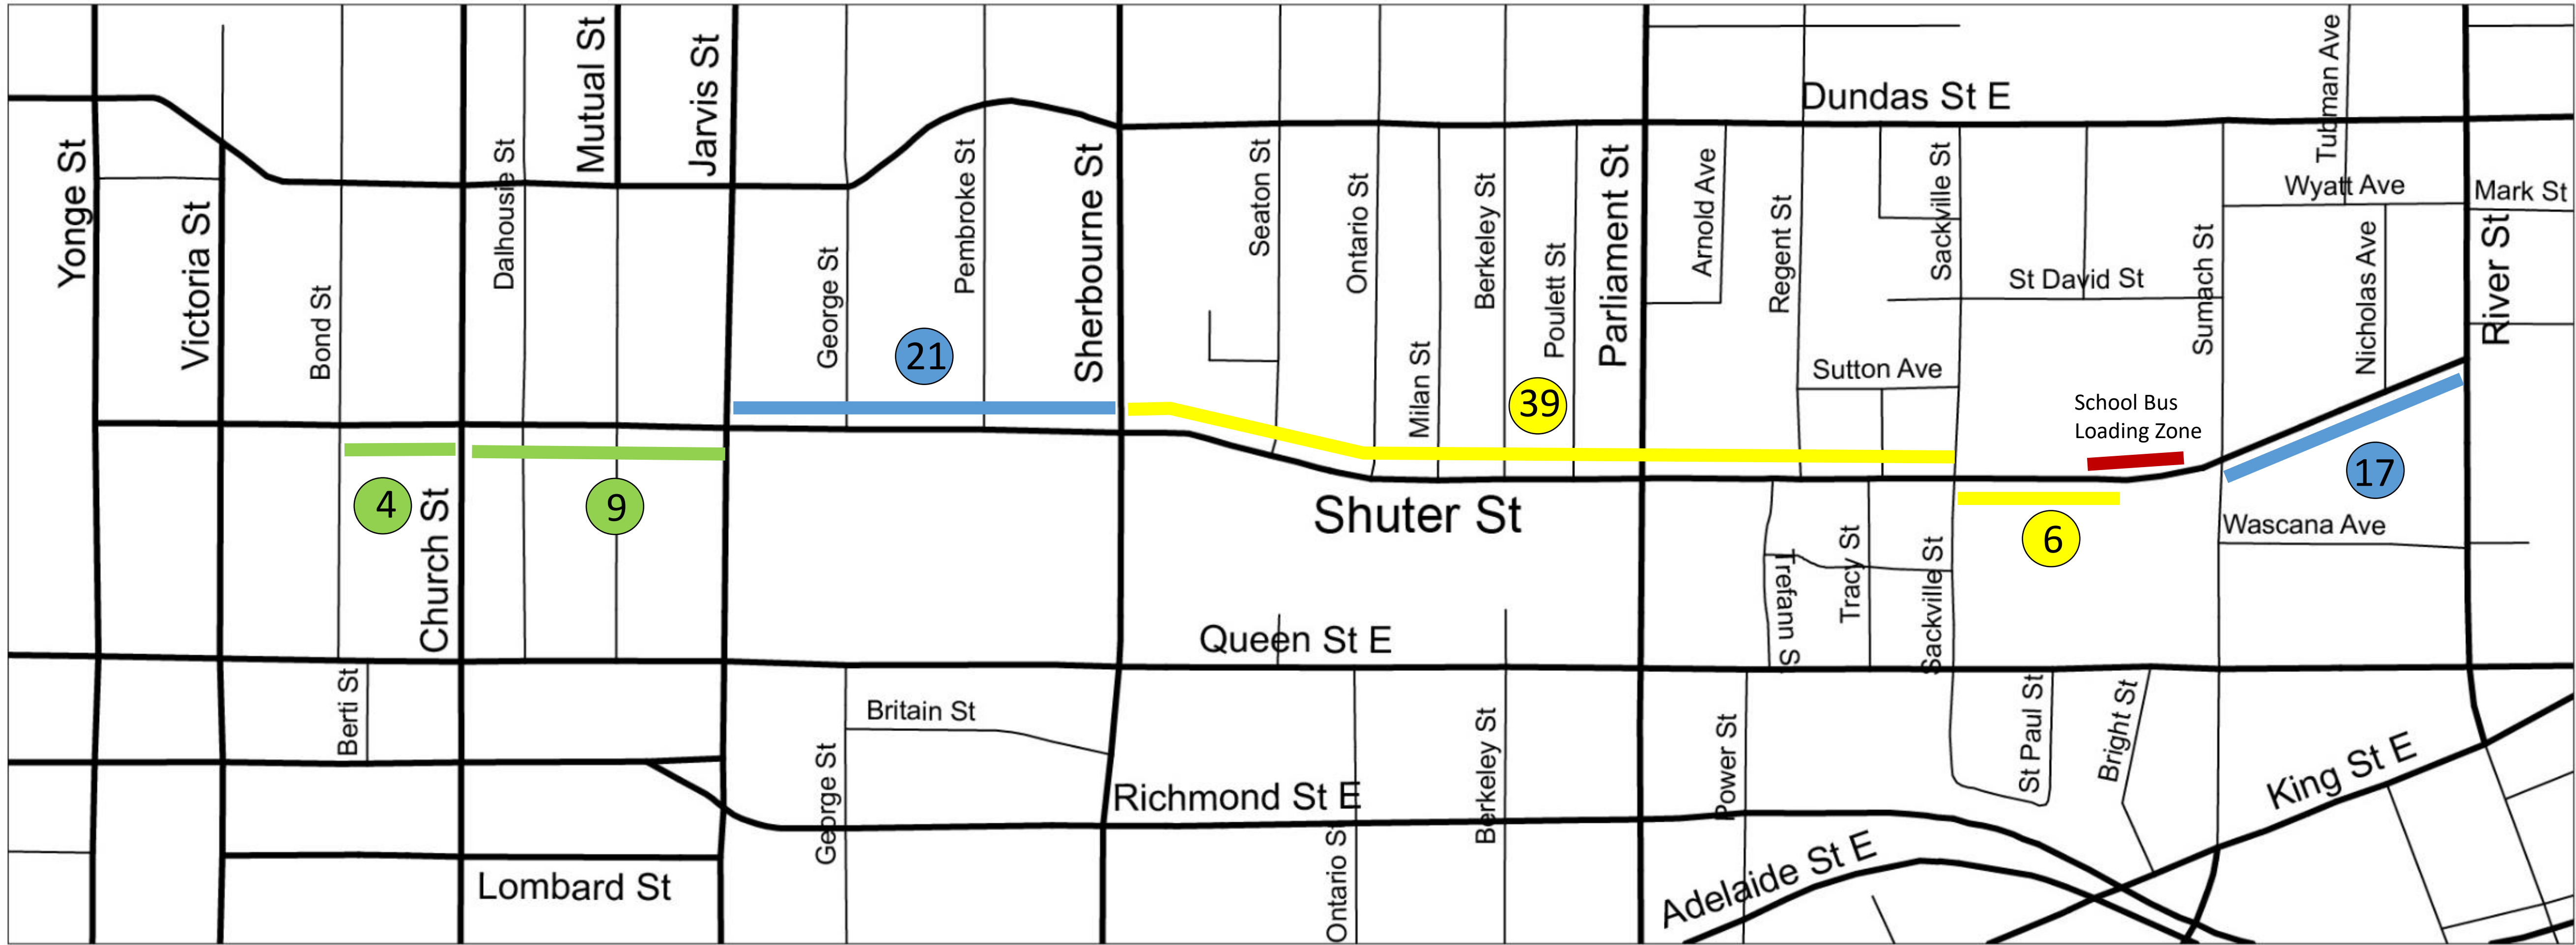 Yonge St
Victoria St
Bond St
Church St
Dalhousie St
Mutual St
Jarvis St
George St
Pembroke St
Sherbourne St
Seaton St
Ontario St
Milan St
Berkeley St
Poulett St
Parliament St
Arnold Ave
Regent St
Dundas St E
Sackville St
St David St
Sutton Ave
Sumach St
Tubman Ave
Wyatt Ave
Mark St
Nicholas Ave
River St
21
39
School Bus
Loading Zone
4
9
17
6
Shuter St
Wascana Ave
Trefann S
Tracy St
Sackville St
Queen St E
Berti St
Britain St
George St
Richmond St E
Ontario St
Berkeley St
Power St
St Paul St
Bright St
King St E
Adelaide St E
Lombard St